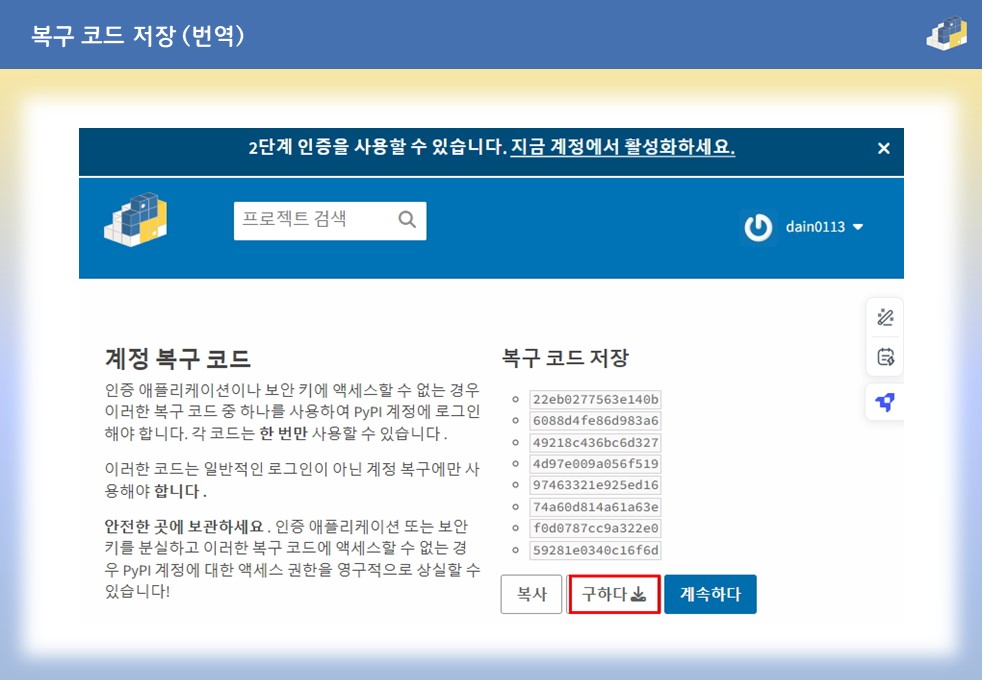 복구 코드 저장 (번역)
2단계 인증을 사용할 수 있습니다. 지금 계정에서 활성화하세요. ×
프로젝트 검색
dain0113
계정 복구 코드
인증 애플리케이션이나 보안 키에 액세스할 수 없는 경우
이러한 복구 코드 중 하나를 사용하여 PyPI 계정에 로그인
해야 합니다. 각 코드는 한 번만 사용할 수 있습니다 .
이러한 코드는 일반적인 로그인이 아닌 계정 복구에만 사
용해야 합니다 .
안전한 곳에 보관하세요 . 인증 애플리케이션 또는 보안
키를 분실하고 이러한 복구 코드에 액세스할 수 없는 경
우 PyPI 계정에 대한 액세스 권한을 영구적으로 상실할 수
있습니다!
복구 코드 저장
22eb0277563e140b
6088d4fe86d983a6
49218c436bc6d327
4d97e009a056f519
97463321e925ed16
74a60d814a61a63e
f0d0787cc9a322e0
59281e0340c16f6d
복사 구하다 계속하다